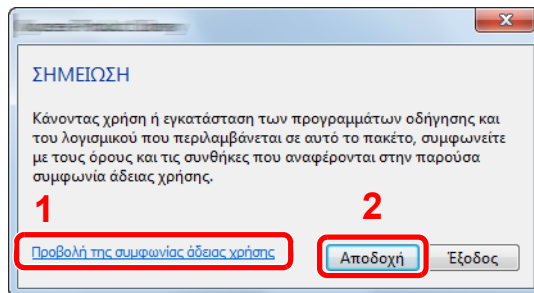 ΣΗΜΕΙΩΣΗ
Κάνοντας χρήση ή εγκατάσταση των προγραμμάτων οδήγησης και
του λογισμικού που περιλαμβάνεται σε αυτό το πακέτο, συμφωνείτε
με τους όρους και τις συνθήκες που αναφέρονται στην παρούσα
συμφωνία άδειας χρήσης.
1 2
Προβολή της συμφωνίας άδειας χρήσης Αποδοχή Έξοδος